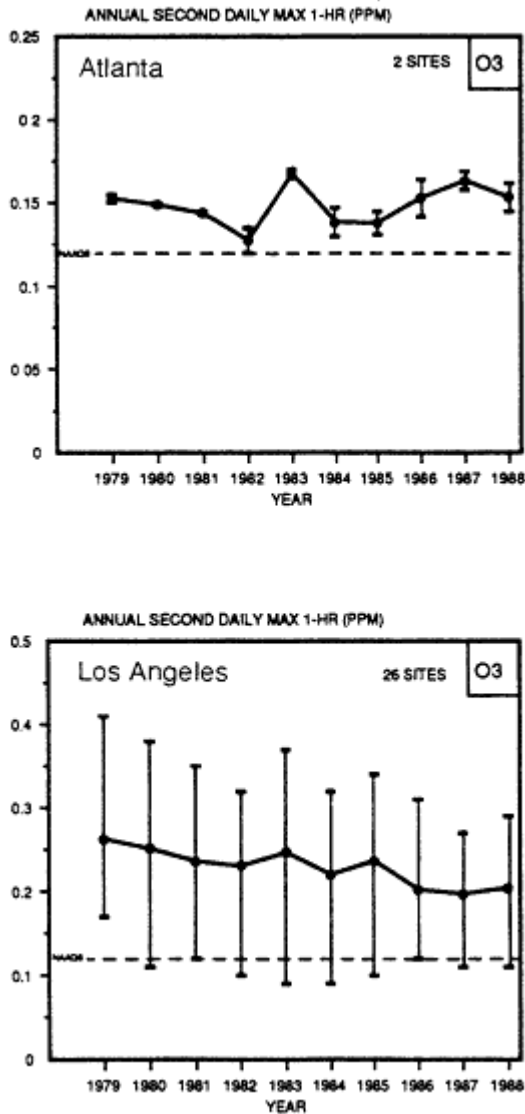 ANNUAL SECOND DAILY MAX 1-HR (PPM)
Atlanta
2 SITES
O3
0.25
0 2
0.15
NAAQS
0.1
0 05
0
1979 1980 1981 1982 1983 1984 1985 1986 1987 1988
YEAR
ANNUAL SECOND DAILY MAX 1-HR (PPM)
Los Angeles
26 SITES
O3
0.5
0.4
0.3
0.2
NAAQS
0.1
0
1979 1980 1981 1982 1983 1984 1985 1986 1987 1988
YEAR